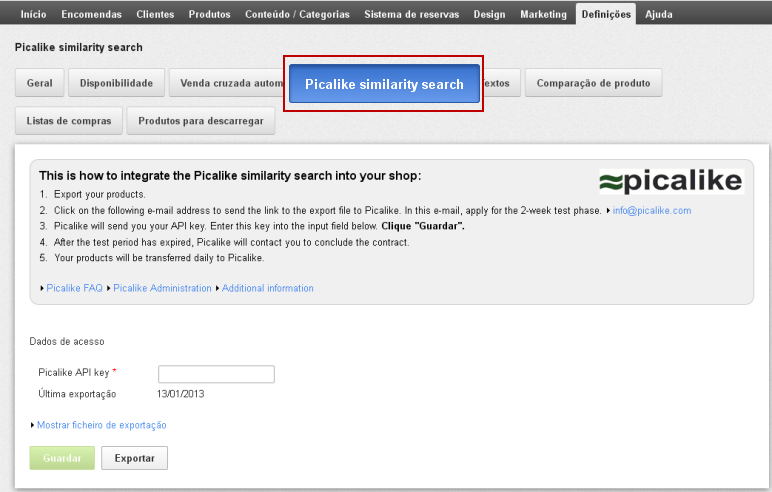 Início Encomendas Clientes Produtos Conteúdo / Categorias Sistema de reservas Design Marketing Definições Ajuda
Picalike similarity search
Geral Disponibilidade Venda cruzada autom Picalike similarity search extos Comparação de produto
Listas de compras Produtos para descarregar
This is how to integrate the Picalike similarity search into your shop:
picalike
1. Export your products.
2. Click on the following e-mail address to send the link to the export file to Picalike. In this e-mail, apply for the 2-week test phase. info@picalike.com
3. Picalike will send you your API key. Enter this key into the input field below. Clique "Guardar".
4. After the test period has expired, Picalike will contact you to conclude the contract.
5. Your products will be transferred daily to Picalike.
Picalike FAQ Picalike Administration Additional information
Dados de acesso
Picalike API key *
Última exportação 13/01/2013
Mostrar ficheiro de exportação
Guardar Exportar